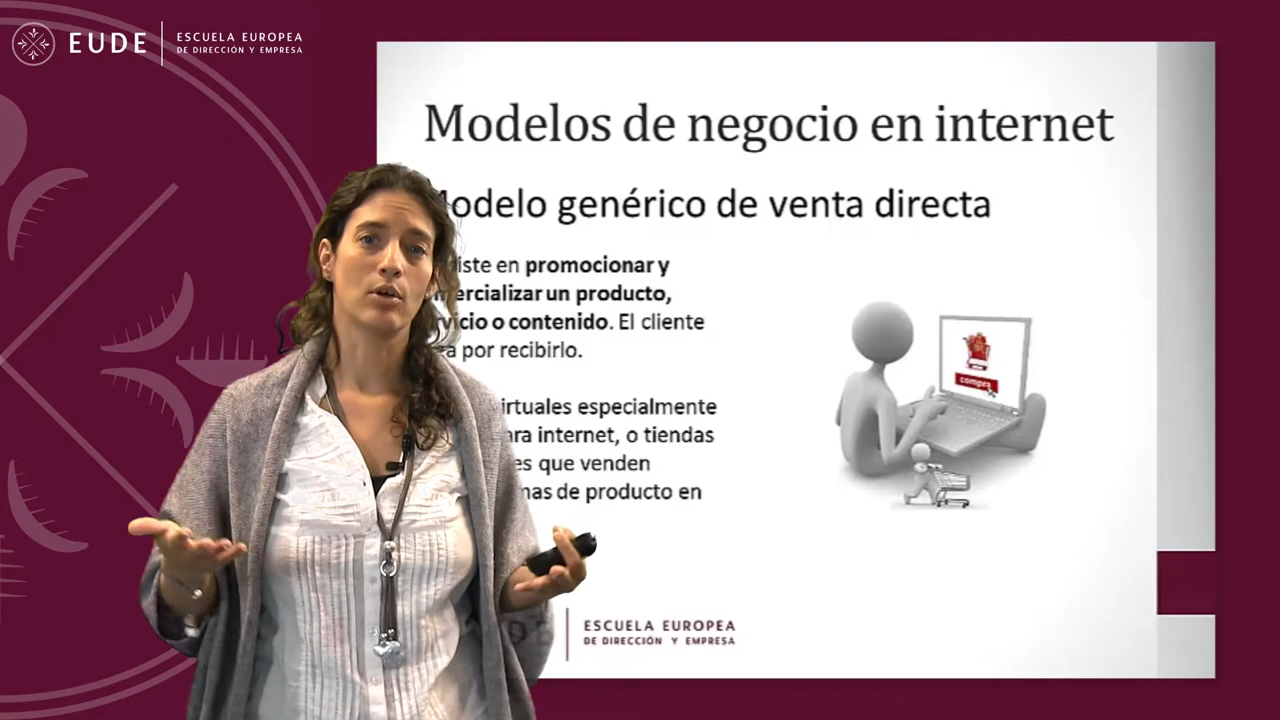 EUDE
ESCUELA EUROPEA
DE DIRECCIÓN Y EMPRESA
Modelos de negocio en internet
Modelo genérico de venta directa
en promocionar y
un producto,
o contenido. El cliente
por recibirlo.
especialmente
internet, o tiendas
que venden
de producto en
compra
ESCUELA EUROPEA
DE DIRECCIÓN Y EMPRESA